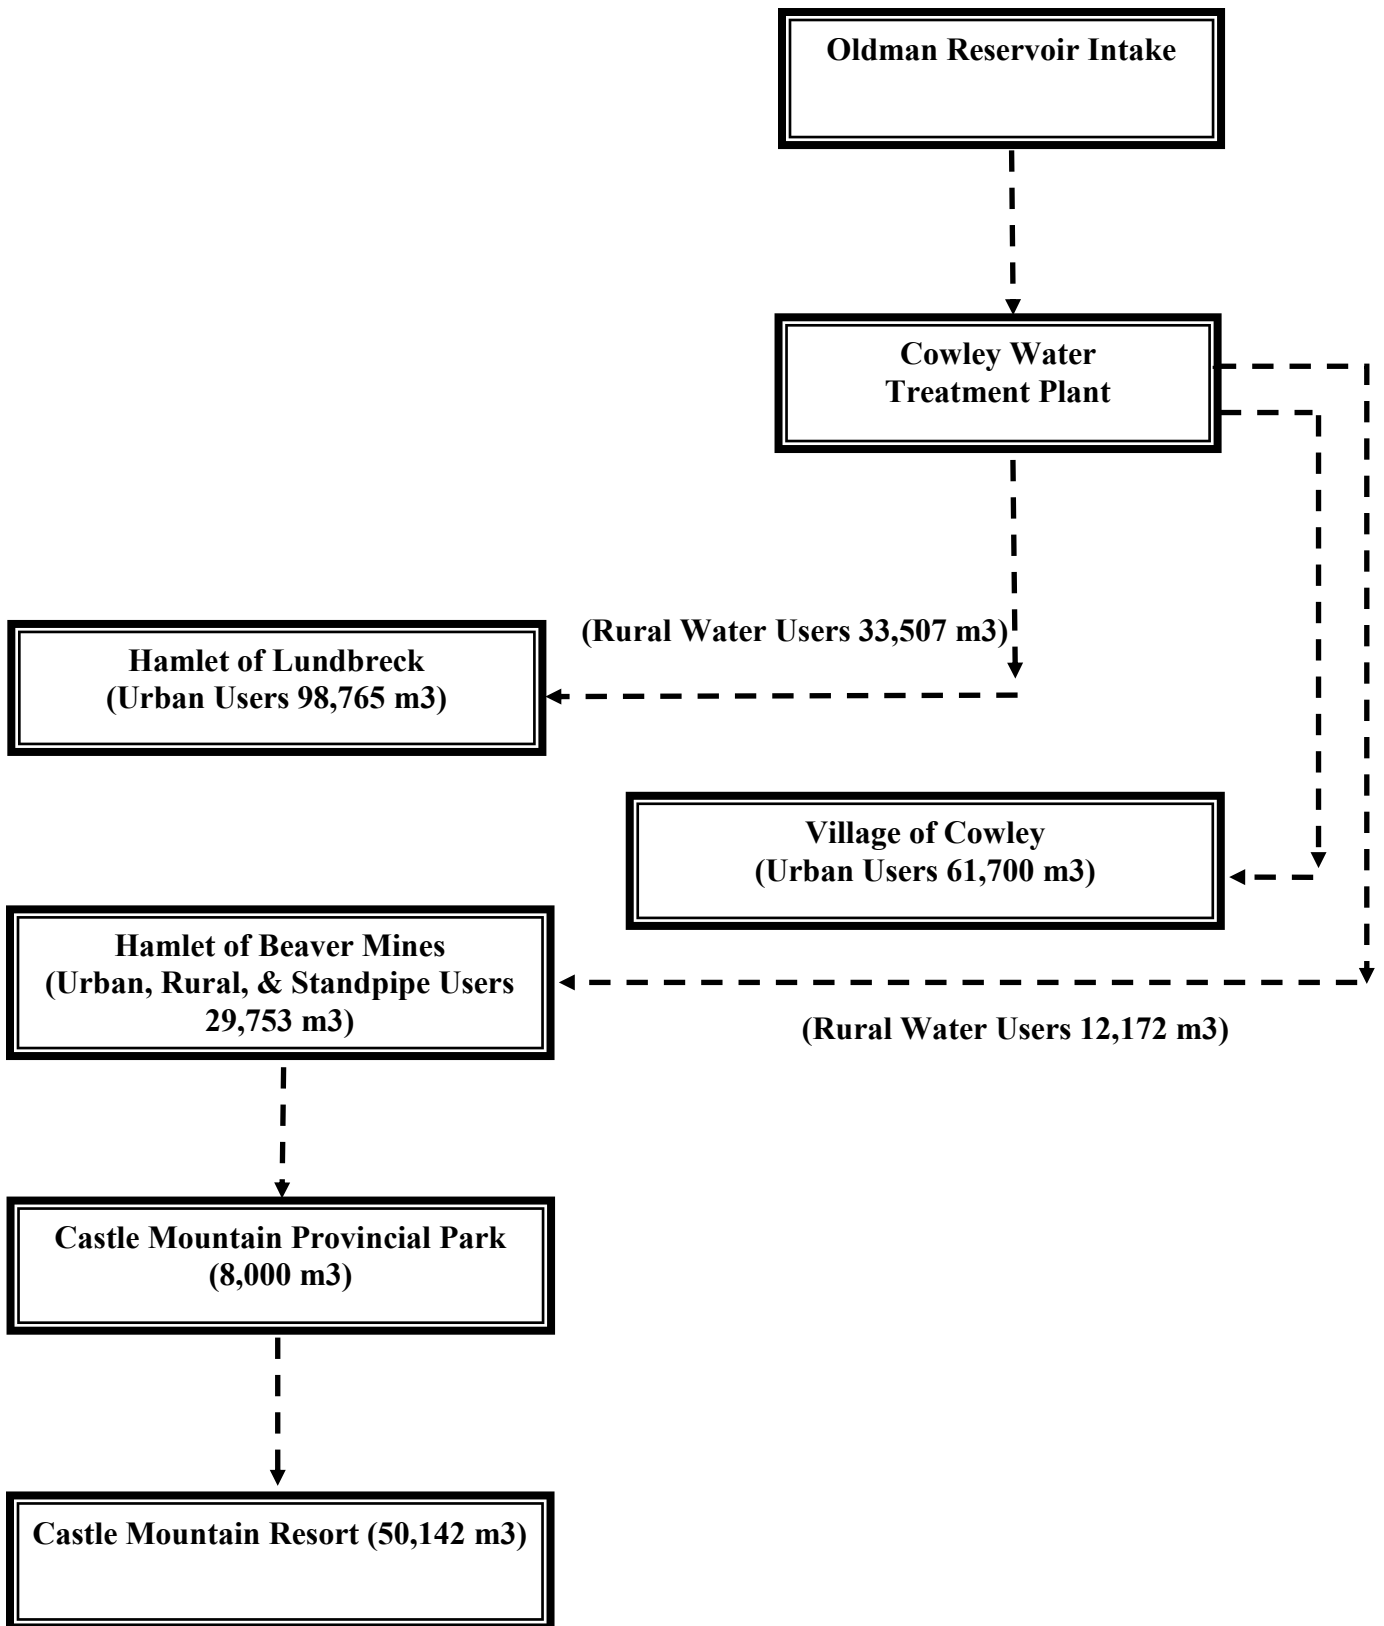 Oldman Reservoir Intake
Cowley Water
Treatment Plant
(Rural Water Users 33,507 m3)
Hamlet of Lundbreck
(Urban Users 98,765 m3)
Village of Cowley
(Urban Users 61,700 m3)
Hamlet of Beaver Mines
(Urban, Rural, & Standpipe Users
29,753 m3)
(Rural Water Users 12,172 m3)
Castle Mountain Provincial Park
(8,000 m3)
Castle Mountain Resort (50,142 m3)